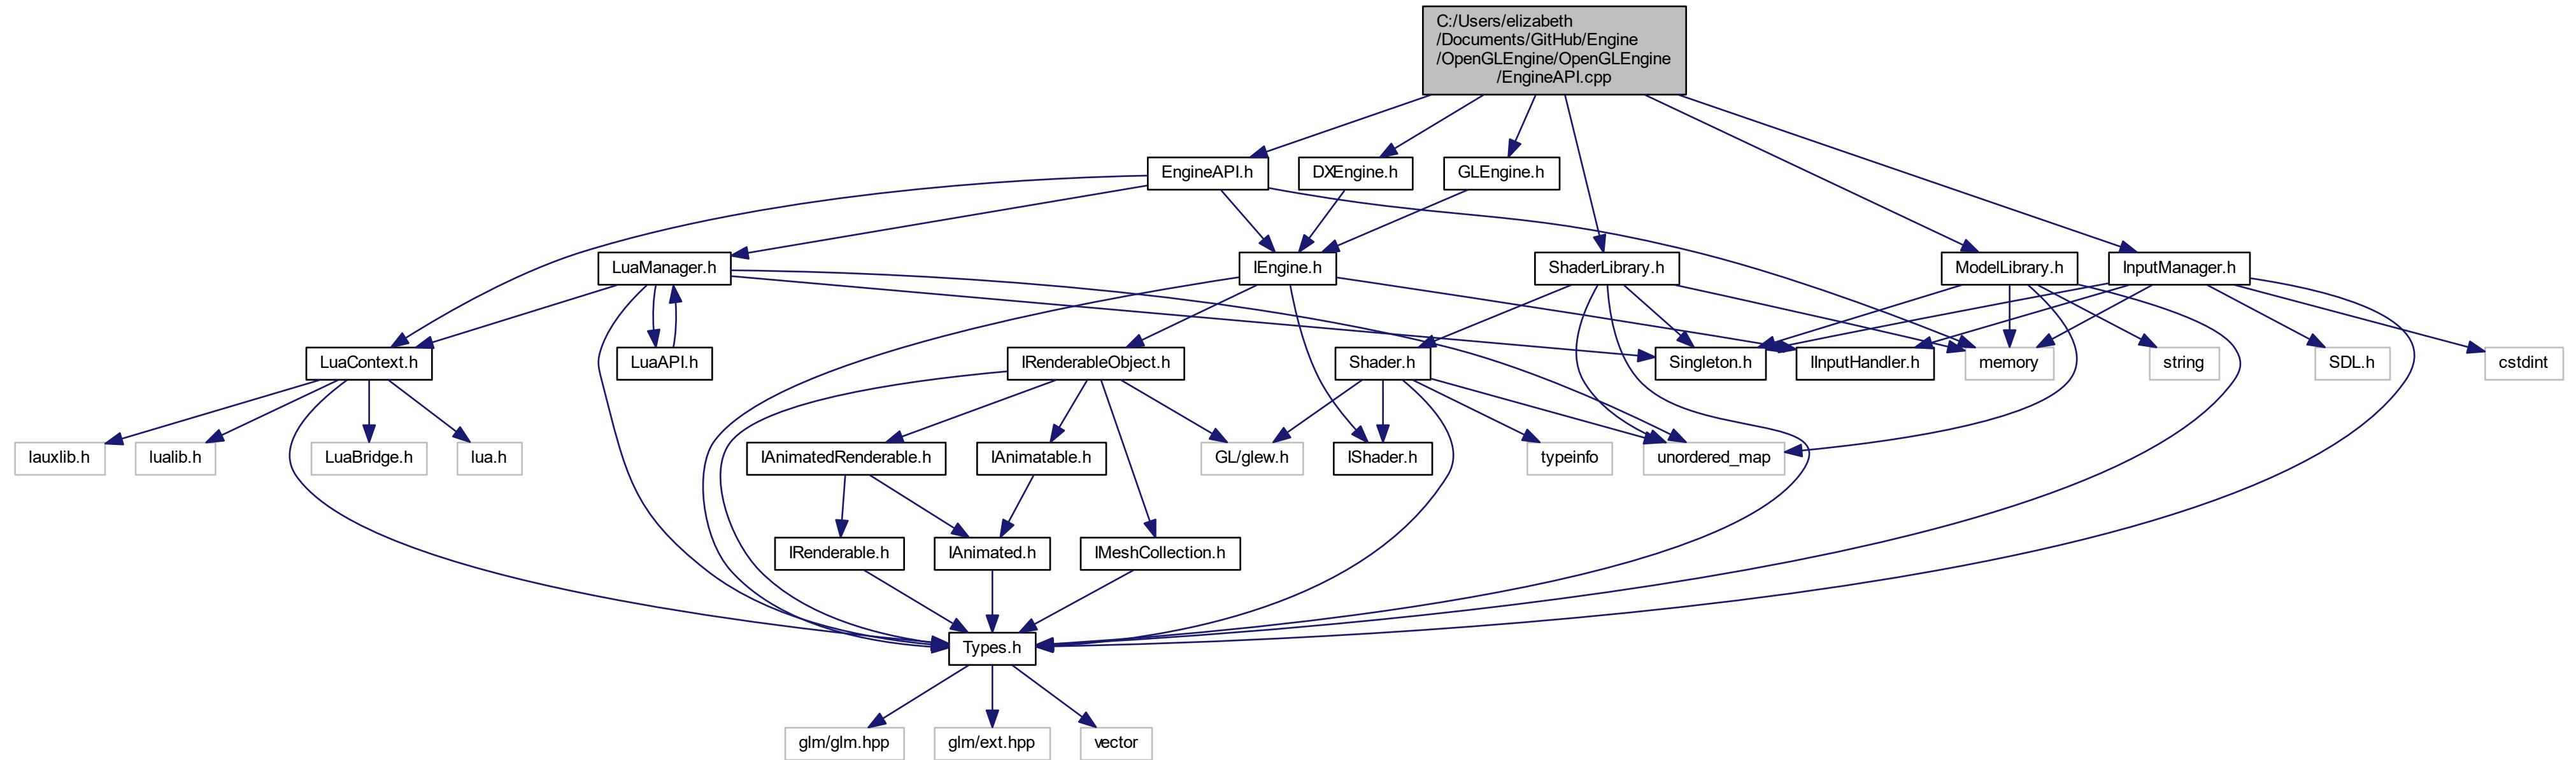 C:/Users/elizabeth
/Documents/GitHub/Engine
/OpenGLEngine/OpenGLEngine
/EngineAPI.cpp
EngineAPI.h
DXEngine.h
GLEngine.h
LuaManager.h
IEngine.h
ShaderLibrary.h
ModelLibrary.h
InputManager.h
LuaContext.h
LuaAPI.h
IRenderableObject.h
Shader.h
Singleton.h
IInputHandler.h
memory
string
SDL.h
cstdint
lauxlib.h
lualib.h
LuaBridge.h
lua.h
IAnimatedRenderable.h
IAnimatable.h
GL/glew.h
IShader.h
typeinfo
unordered_map
IRenderable.h
IAnimated.h
IMeshCollection.h
Types.h
glm/glm.hpp
glm/ext.hpp
vector